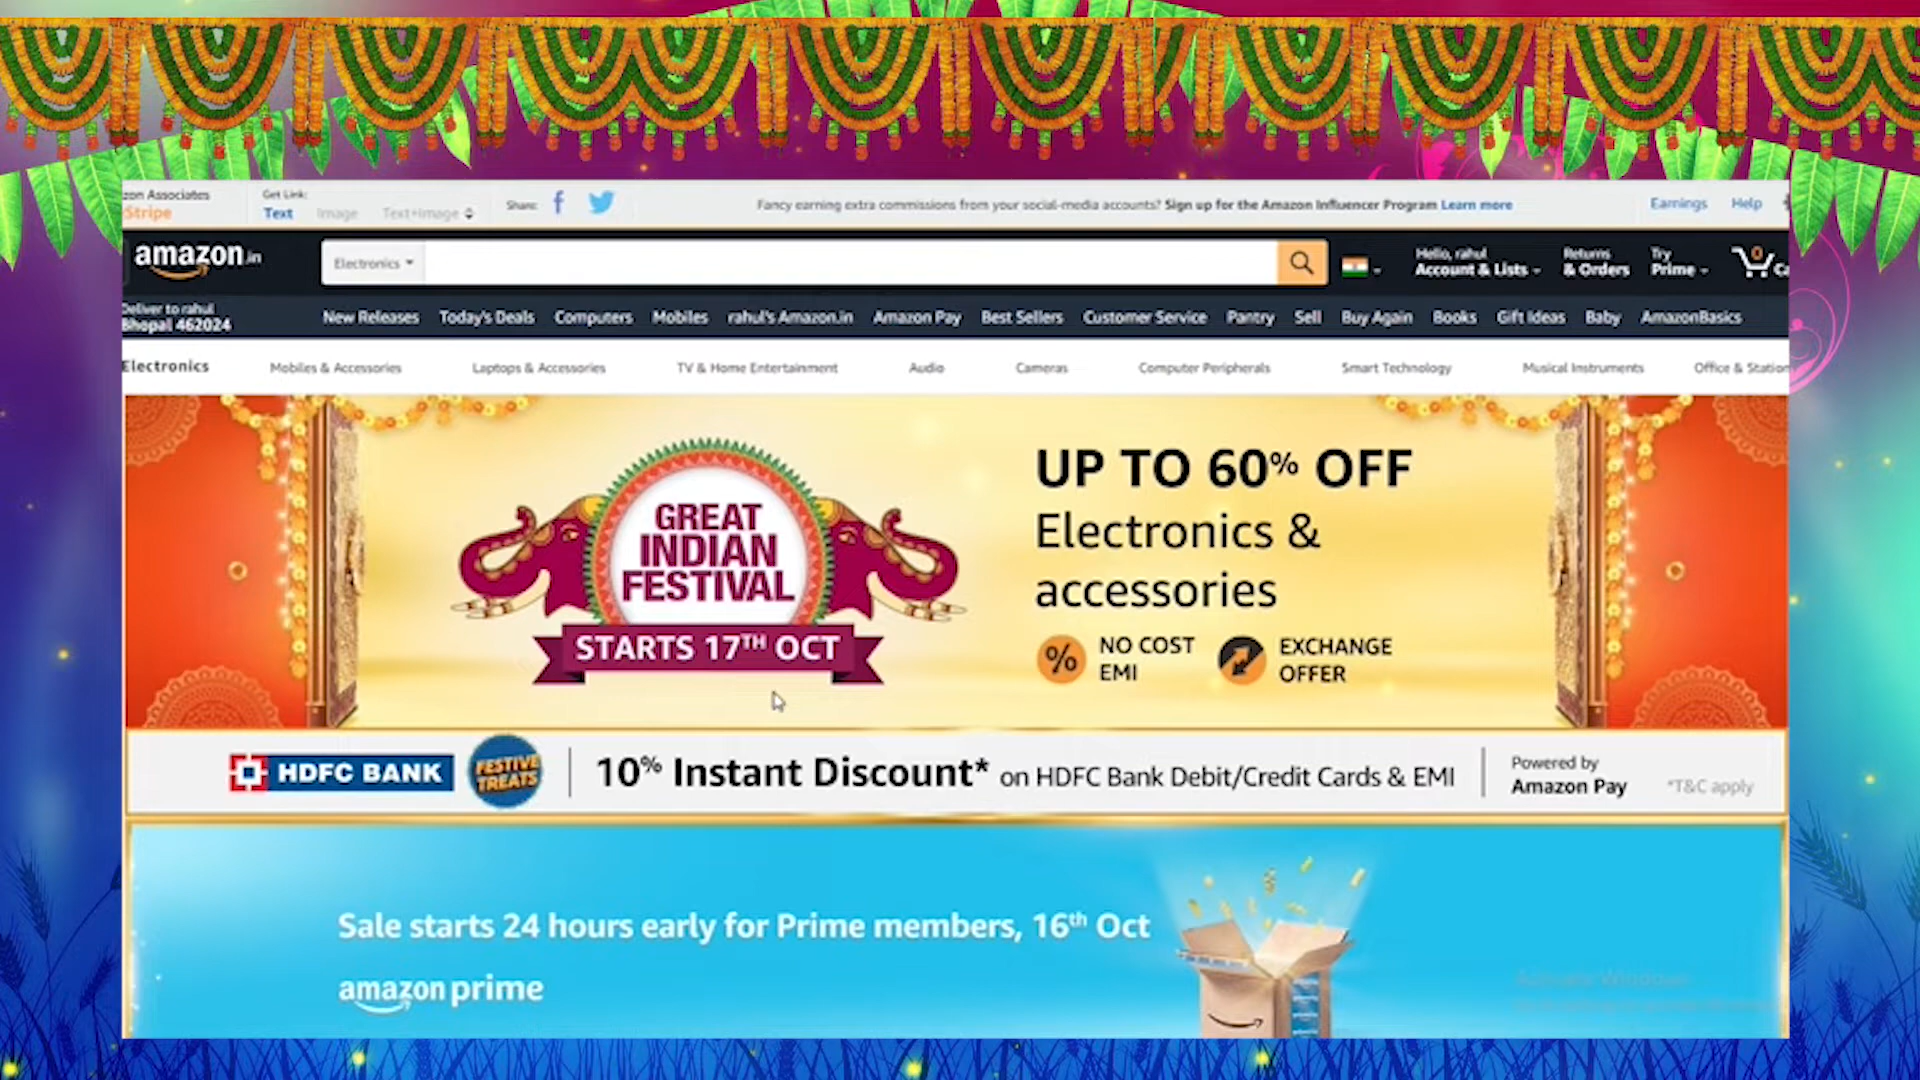 zon Associates
Stripe
Get Link:
Text Image Text+Image
Share:
Fancy earning extra commissions from your social-media accounts? Sign up for the Amazon Influencer Program Learn more
Earnings Help
amazon.in
Electronics
Hello, rahul
Account & Lists
Returns
& Orders
Try
Prime
0
Ca
Deliver to rahul
Bhopal 462024
New Releases Today's Deals Computers Mobiles rahul's Amazon.in Amazon Pay Best Sellers Customer Service Pantry Sell Buy Again Books Gift Ideas Baby AmazonBasics
Electronics Mobiles & Accessories Laptops & Accessories TV & Home Entertainment Audio Cameras Computer Peripherals Smart Technology Musical Instruments Office & Station
GREAT
INDIAN
FESTIVAL
STARTS 17TH OCT
UP TO 60% OFF
Electronics &
accessories
% NO COST
EMI
EXCHANGE
OFFER
HDFC BANK
FESTIVE
TREATS
10% Instant Discount* on HDFC Bank Debit/Credit Cards & EMI
Powered by
Amazon Pay
*T&C apply
Sale starts 24 hours early for Prime members, 16th Oct
amazon prime